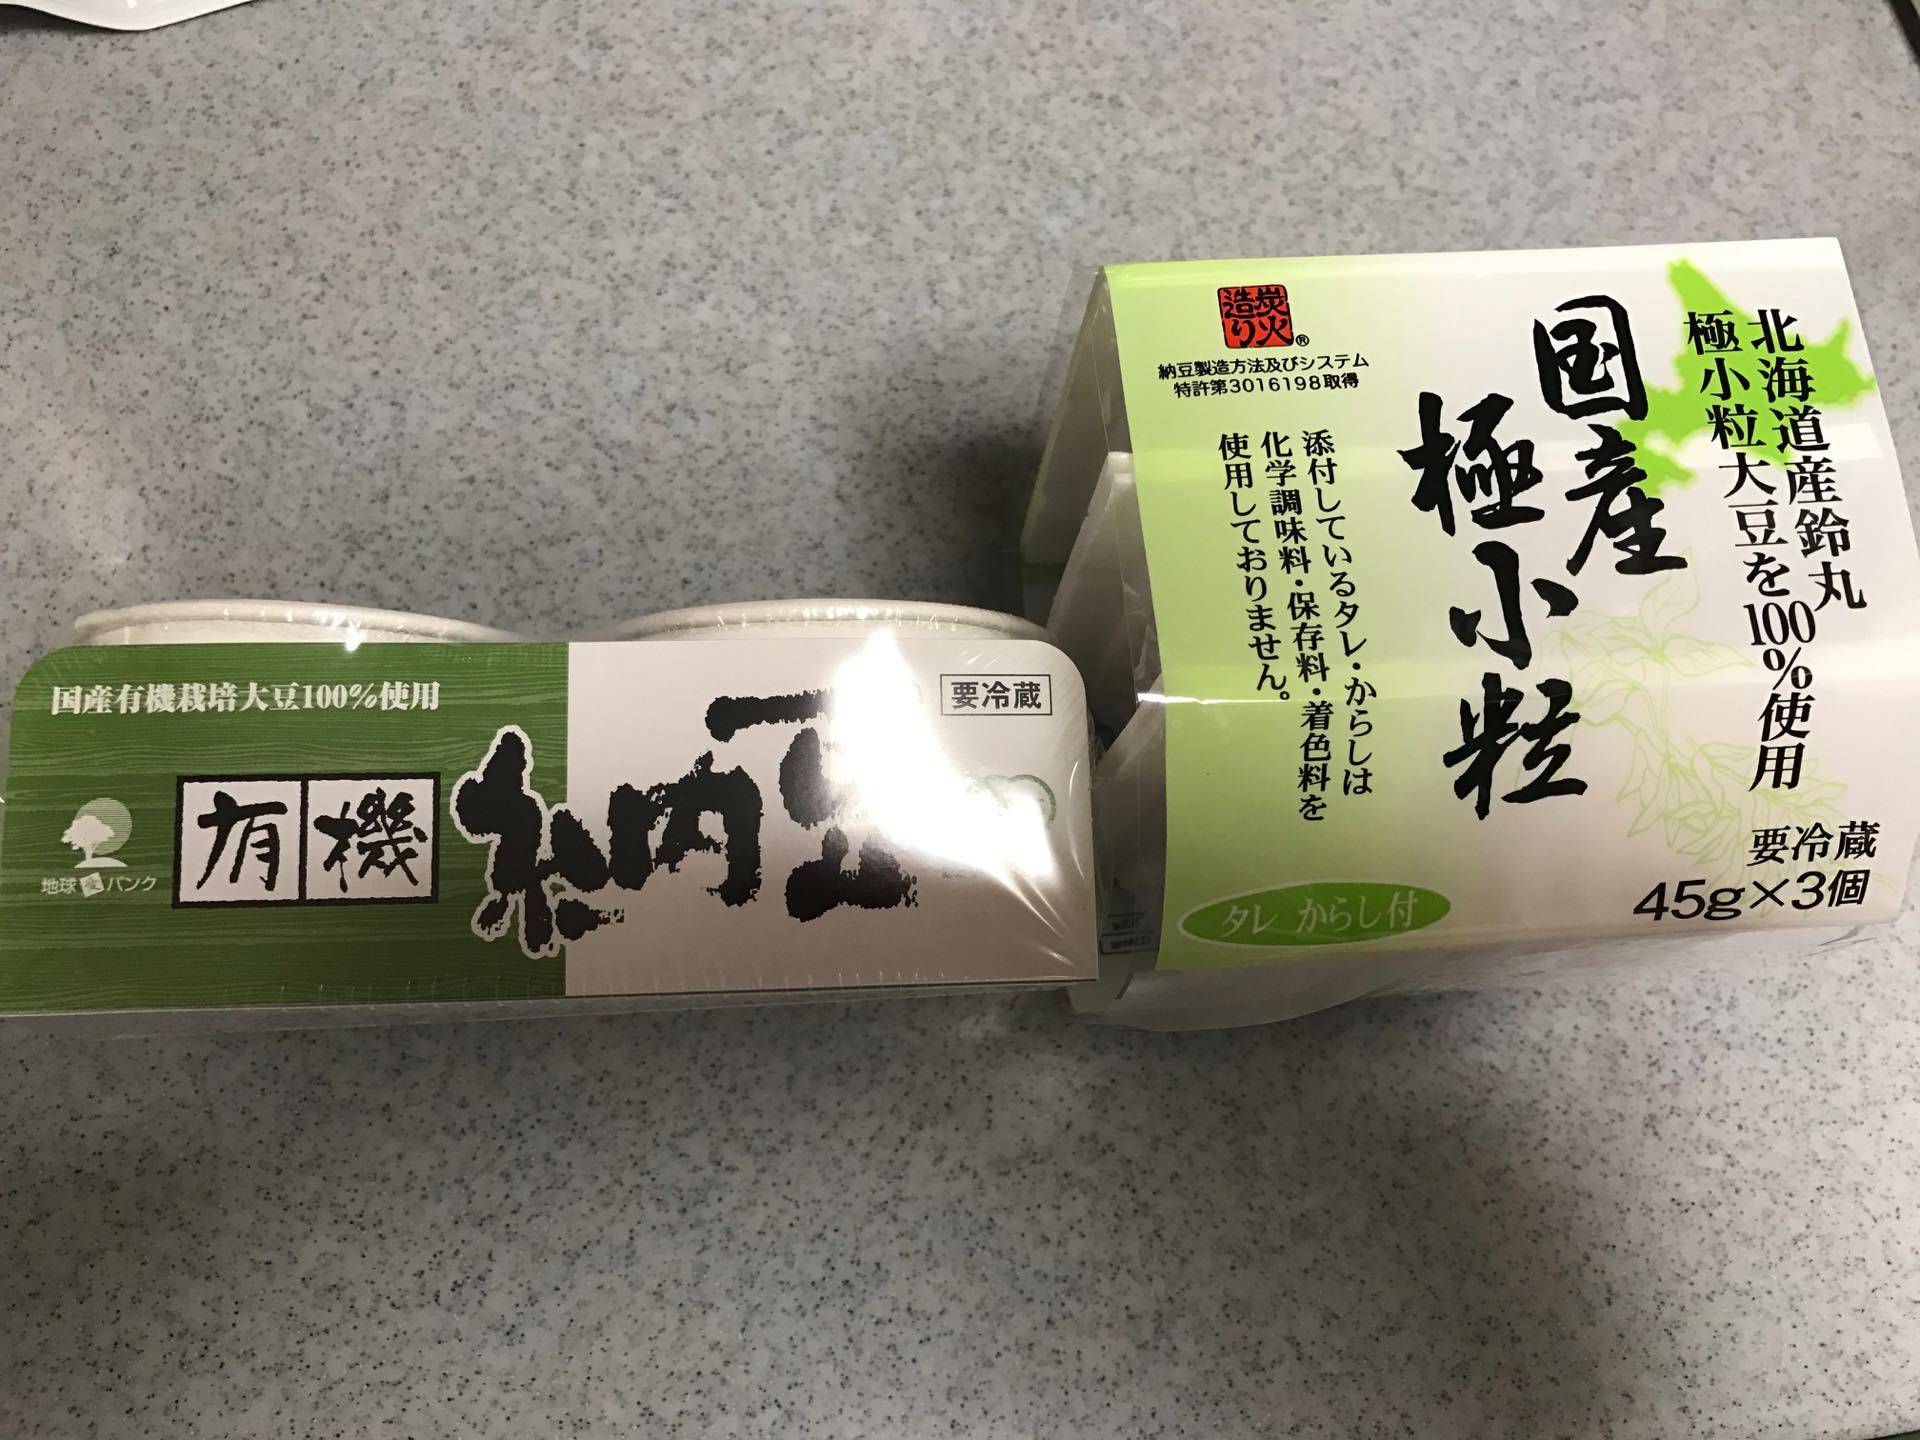 国産有機栽培大豆100%使用
有機
納豆
要冷蔵
地球畑バンク
北海道産鈴丸
極小粒大豆を100%使用
国産
極小粒
炭火
造り®
納豆製造方法及びシステム
特許第3016198取得
添付しているタレ・からしは
化学調味料・保存料・着色料を
使用しておりません。
タレ からし付
要冷蔵
45g×3個